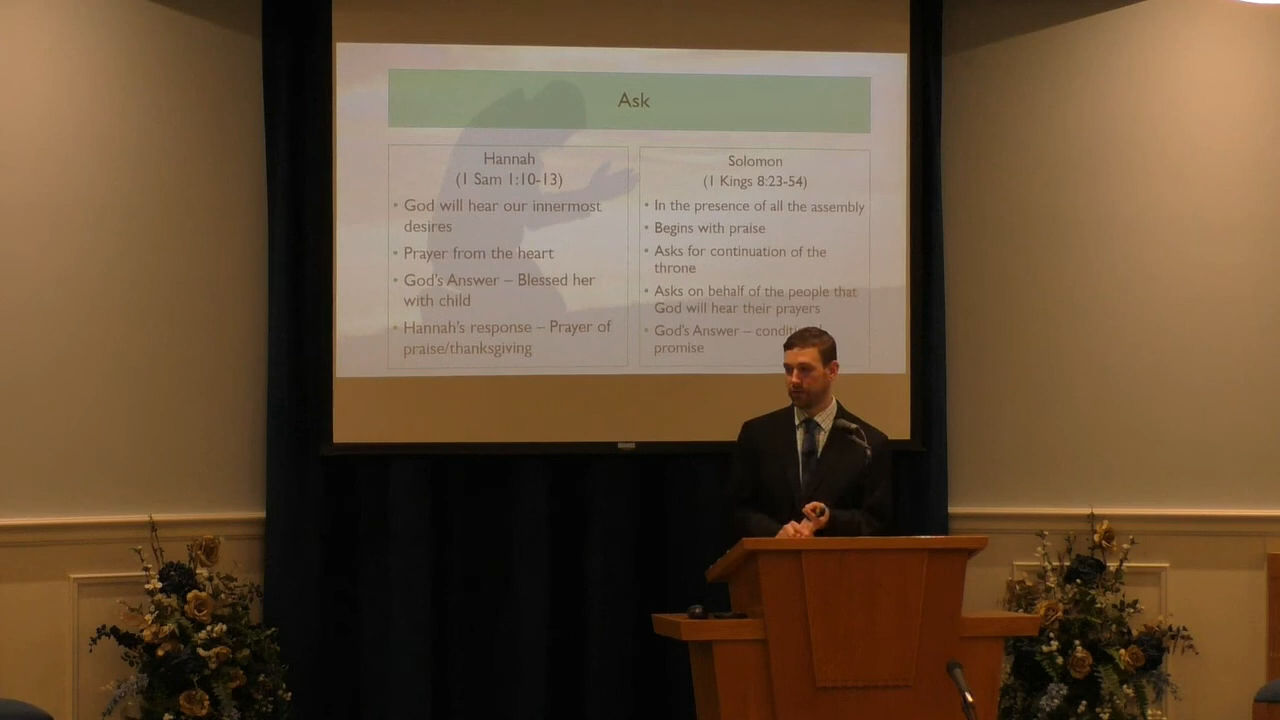 Ask
Hannah
(1 Sam 1:10-13)
• God will hear our innermost
desires
• Prayer from the heart
• God's Answer – Blessed her
with child
• Hannah's response – Prayer of
praise/thanksgiving
Solomon
(1 Kings 8:23-54)
• In the presence of all the assembly
• Begins with praise
• Asks for continuation of the
throne
• Asks on behalf of the people that
God will hear their prayers
• God's Answer –
promise